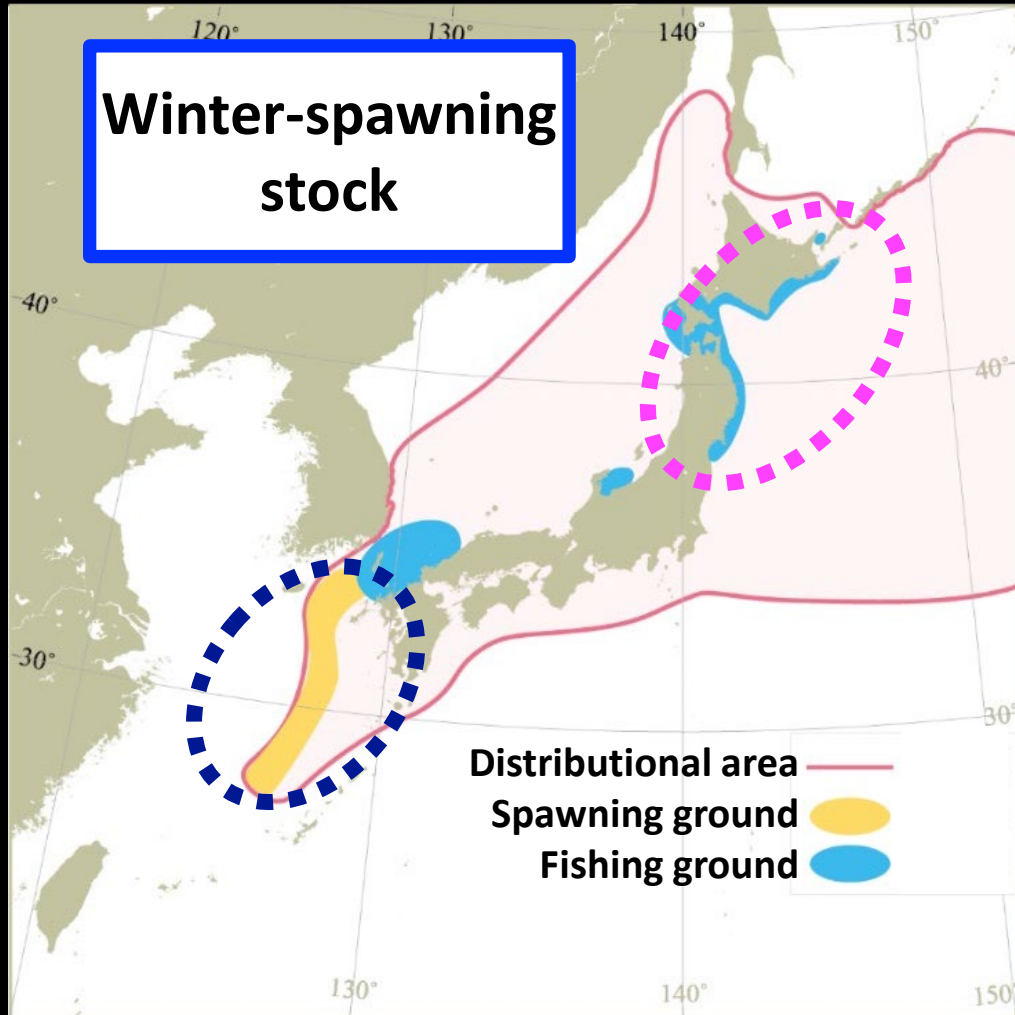 120° 130° 140° 150°
Winter-spawning
stock
40°
40°
30°
30°
Distributional area
Spawning ground
Fishing ground
130° 140° 150